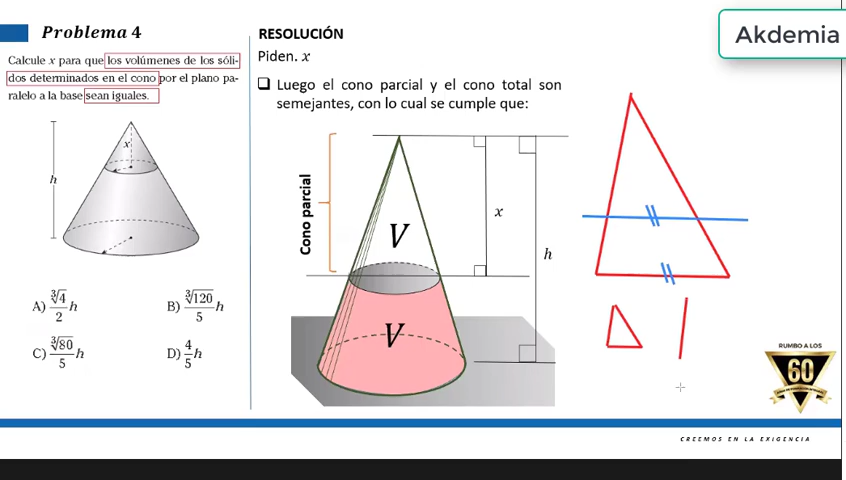 Problema 4
Calcule x para que los volúmenes de los sóli-
dos determinados en el cono por el plano pa-
ralelo a la base sean iguales.
x
h
A) ∛4/2 h
B) ∛120/5 h
C) ∛80/5 h
D) 4/5 h
RESOLUCIÓN
Piden. x
Luego el cono parcial y el cono total son
semejantes, con lo cual se cumple que:
Cono parcial
V
V
x
h
Akdemia
RUMBO A LOS
60
CREEMOS EN LA EXIGENCIA